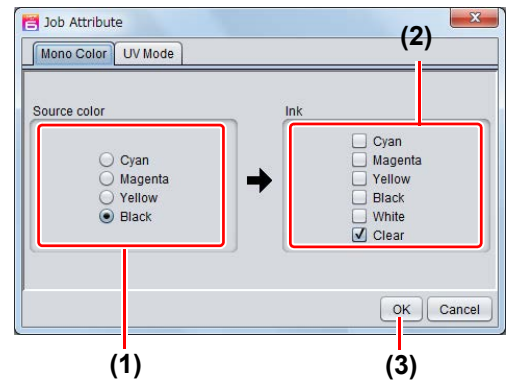 Job Attribute
(2)
Mono Color
UV Mode
Source color
Ink
Cyan
Magenta
Yellow
Black
Cyan
Magenta
Yellow
Black
White
Clear
OK
Cancel
(1)
(3)